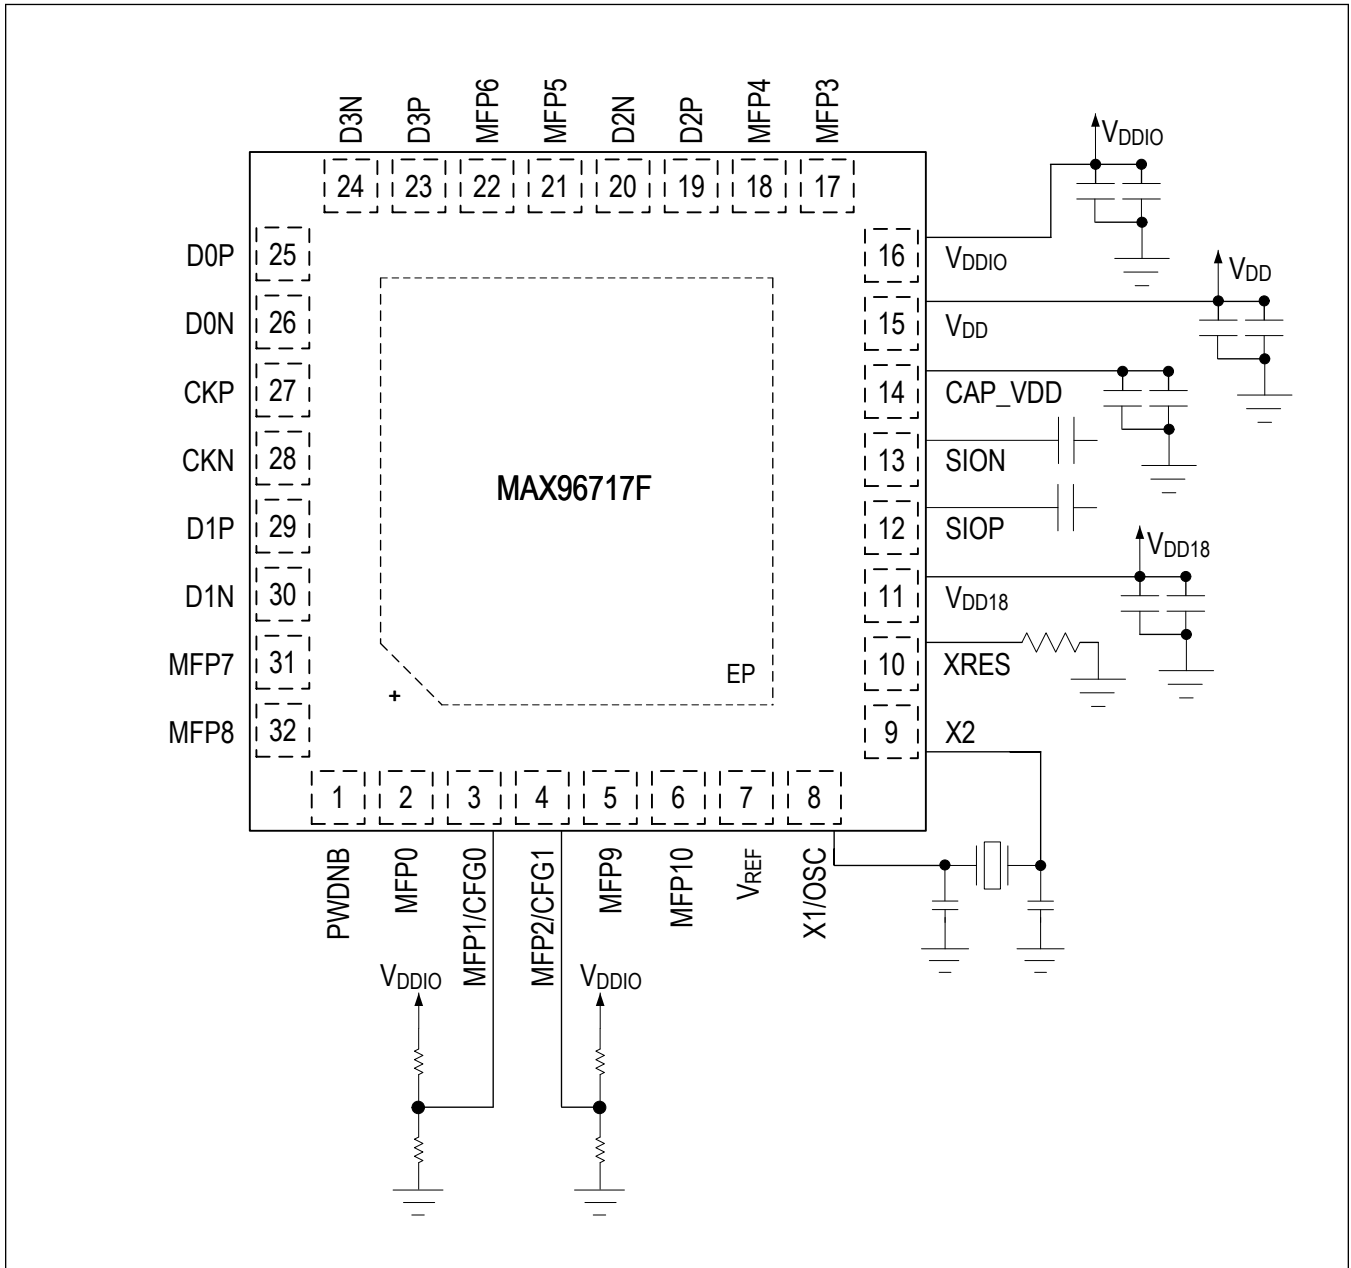 D3N
D3P
MFP6
MFP5
D2N
D2P
MFP4
MFP3
24
23
22
21
20
19
18
17
D0P 25
D0N 26
CKP 27
CKN 28
D1P 29
D1N 30
MFP7 31
MFP8 32
MAX96717F
EP
+
16 VDDIO
15 VDD
14 CAP_VDD
13 SION
12 SIOP
11 VDD18
10 XRES
9 X2
VDDIO
VDD
VDD18
1
2
3
4
5
6
7
8
PWDNB
MFP0
MFP1/CFG0
MFP2/CFG1
MFP9
MFP10
VREF
X1/OSC
VDDIO
VDDIO